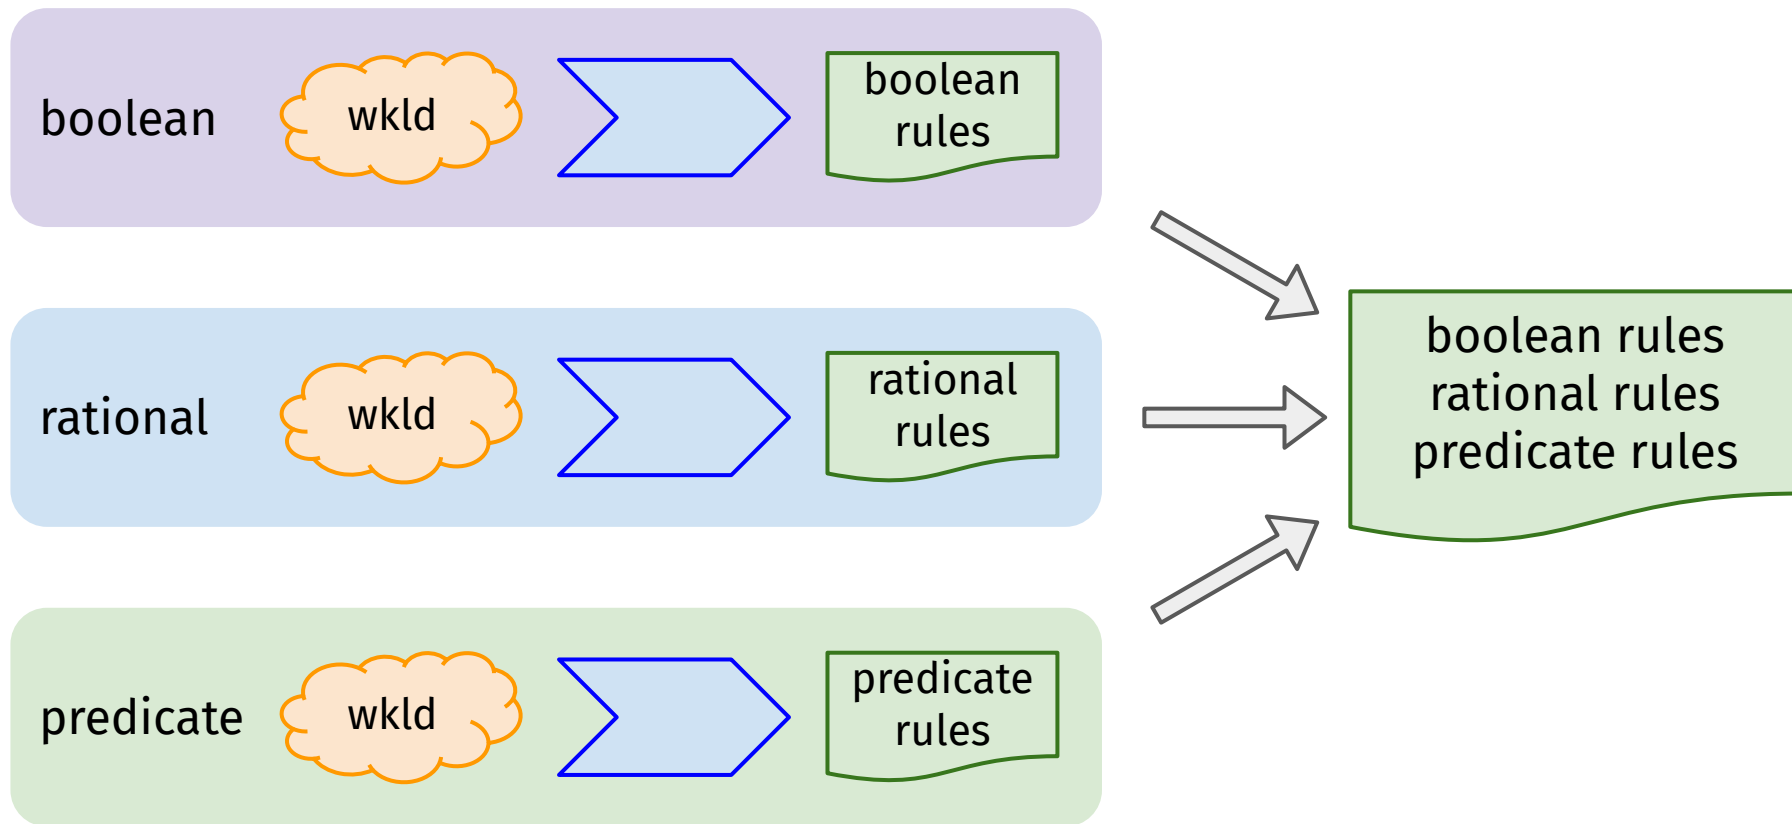 boolean
wkld
boolean
rules
rational
wkld
rational
rules
predicate
wkld
predicate
rules
boolean rules
rational rules
predicate rules